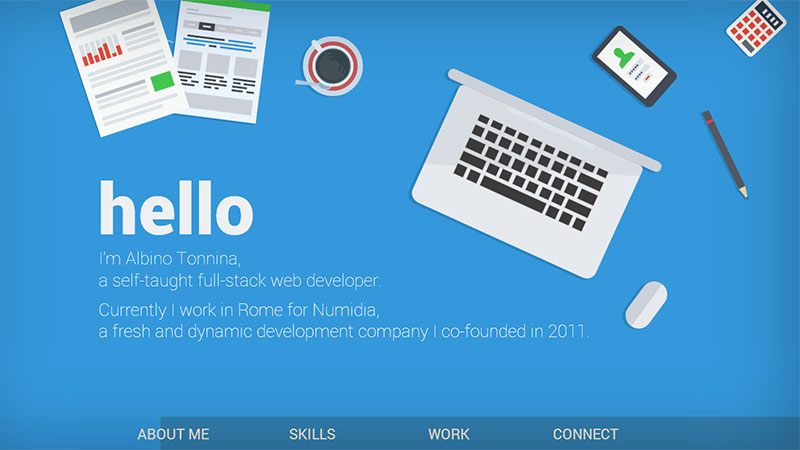 hello
I'm Albino Tonnina,
a self-taught full-stack web developer.
Currently I work in Rome for Numidia,
a fresh and dynamic development company I co-founded in 2011.
ABOUT ME
SKILLS
WORK
CONNECT